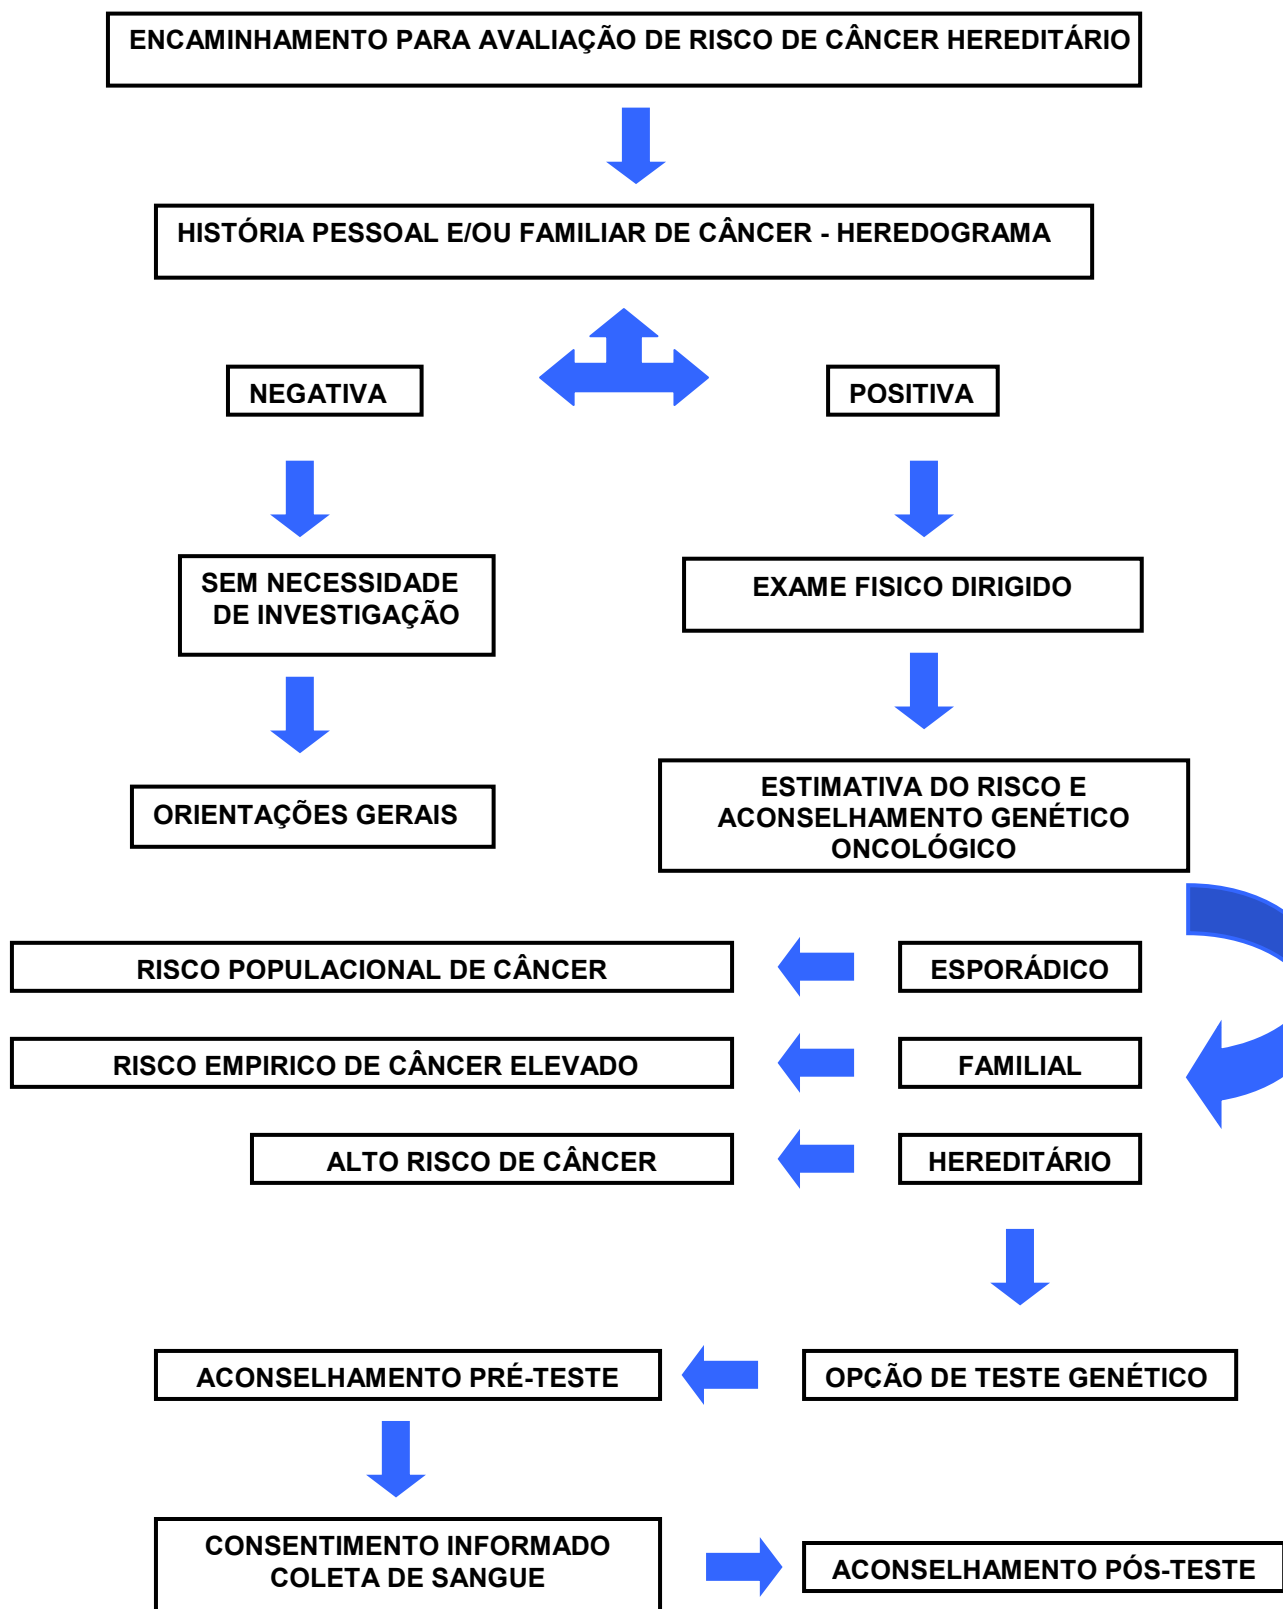 ENCAMINHAMENTO PARA AVALIAÇÃO DE RISCO DE CÂNCER HEREDITÁRIO
HISTÓRIA PESSOAL E/OU FAMILIAR DE CÂNCER - HEREDOGRAMA
NEGATIVA
POSITIVA
SEM NECESSIDADE
DE INVESTIGAÇÃO
EXAME FISICO DIRIGIDO
ORIENTAÇÕES GERAIS
ESTIMATIVA DO RISCO E
ACONSELHAMENTO GENÉTICO
ONCOLÓGICO
RISCO POPULACIONAL DE CÂNCER
ESPORÁDICO
RISCO EMPIRICO DE CÂNCER ELEVADO
FAMILIAL
ALTO RISCO DE CÂNCER
HEREDITÁRIO
ACONSELHAMENTO PRÉ-TESTE
OPÇÃO DE TESTE GENÉTICO
CONSENTIMENTO INFORMADO
COLETA DE SANGUE
ACONSELHAMENTO PÓS-TESTE